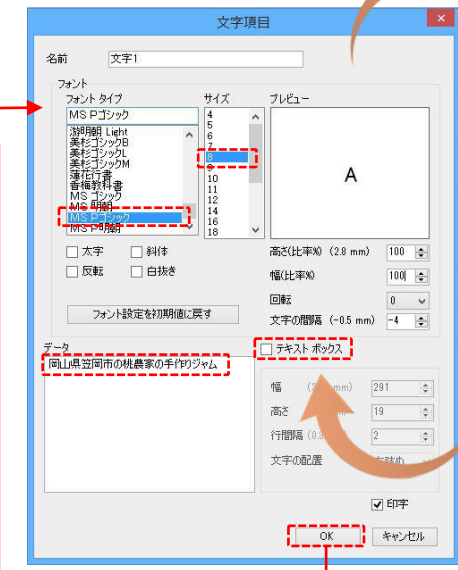 文字項目
×
名前 文字1
フォント
フォント タイプ サイズ プレビュー
MS Pゴシック
游明朝 Light
美杉ゴシックB
美杉ゴシックL
美杉ゴシックM
蓮花行書
香梅教科書
MS ゴシック
MS 明朝
MS Pゴシック
MS P明朝
4
5
6
7
8
9
10
11
12
14
16
18
A
太字 斜体
反転 白抜き
フォント設定を初期値に戻す
高さ(比率%) (2.8 mm) 100
幅(比率%) 100
回転 0
文字の間隔 (-0.5 mm) -4
データ
岡山県笠岡市の桃農家の手作りジャム
テキスト ボックス
幅 mm) 291
高さ 19
行間隔 (0.3 2
文字の配置
印字
OK キャンセル